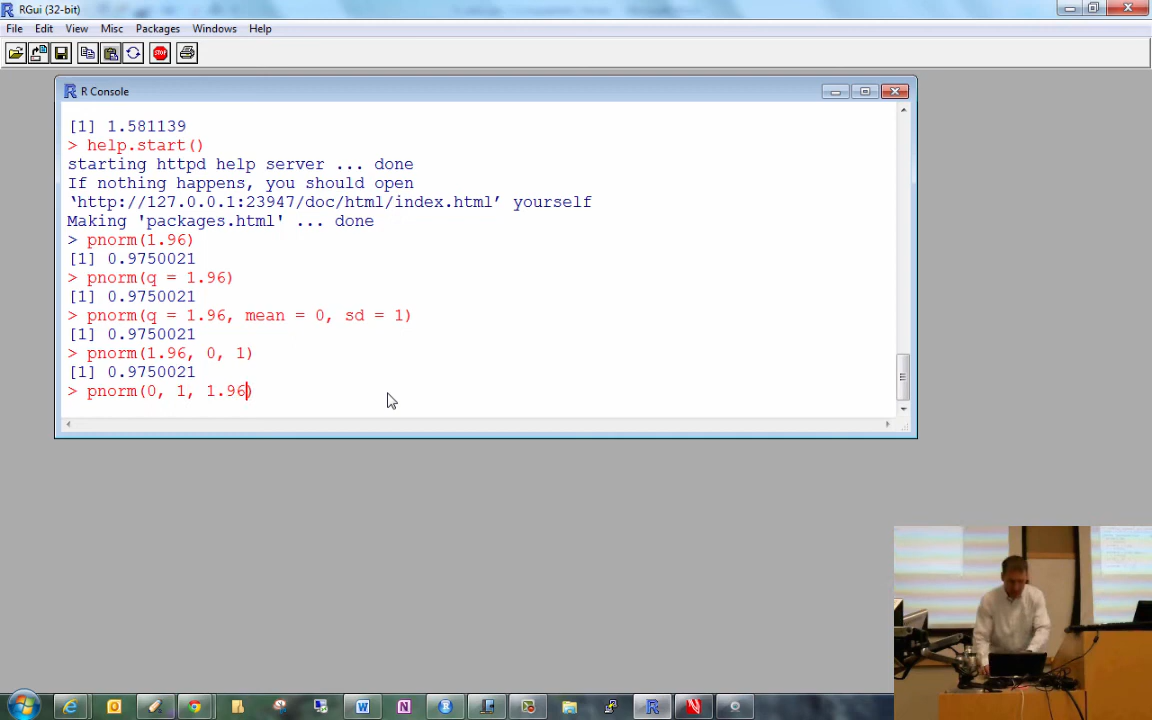 RGui (32-bit)
File Edit View Misc Packages Windows Help
STOP
R Console
[1] 1.581139
> help.start()
starting httpd help server ... done
If nothing happens, you should open
‘http://127.0.0.1:23947/doc/html/index.html’ yourself
Making 'packages.html' ... done
> pnorm(1.96)
[1] 0.9750021
> pnorm(q = 1.96)
[1] 0.9750021
> pnorm(q = 1.96, mean = 0, sd = 1)
[1] 0.9750021
> pnorm(1.96, 0, 1)
[1] 0.9750021
> pnorm(0, 1, 1.96)